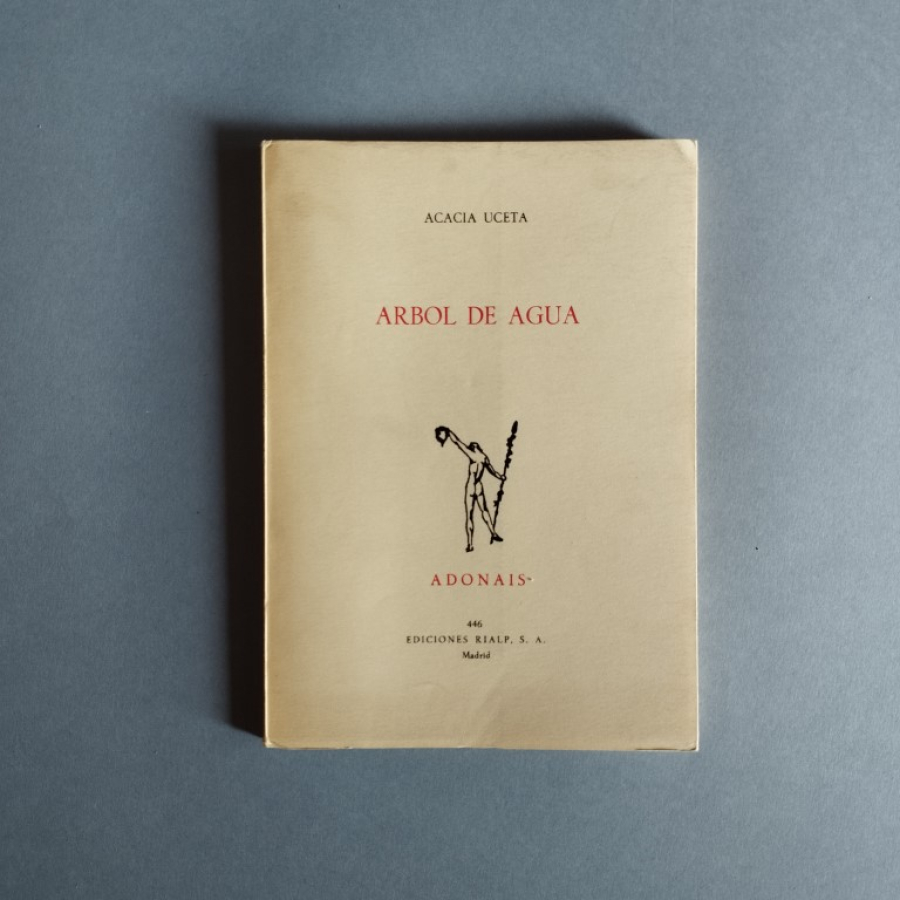 ACACIA UCETA
ARBOL DE AGUA
ADONAIS
446
EDICIONES RIALP, S. A.
Madrid